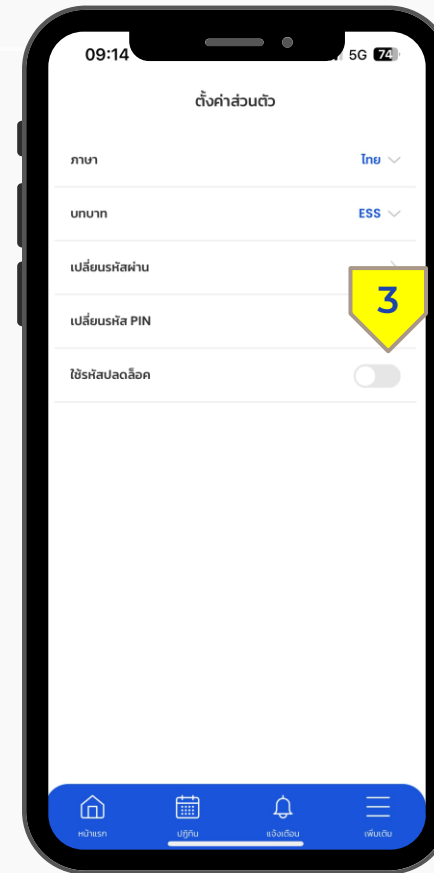 09:14 5G 74
ตั้งค่าส่วนตัว
ภาษา ไทย
บทบาท ESS
เปลี่ยนรหัสผ่าน
3
เปลี่ยนรหัส PIN
ใช้รหัสปลดล็อค
หน้าแรก ปฏิทิน แจ้งเตือน เพิ่มเติม